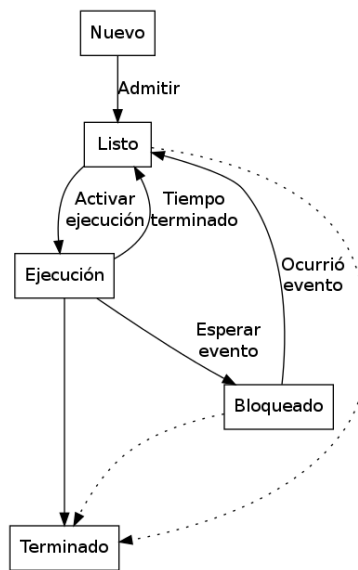 Nuevo
Admitir
Listo
Activar
ejecución
Tiempo
terminado
Ejecución
Ocurrió
evento
Esperar
evento
Bloqueado
Terminado